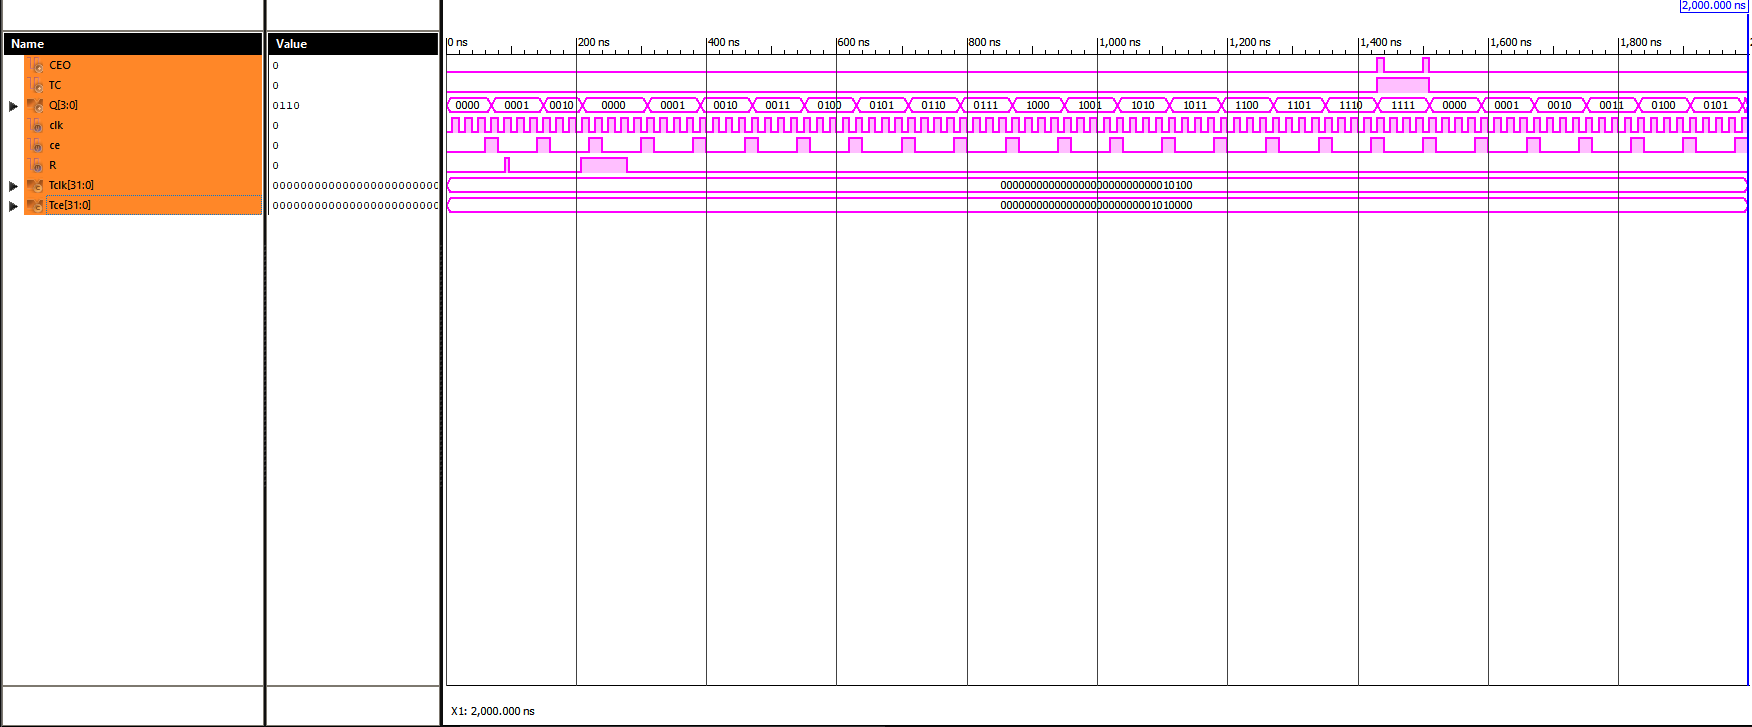 2,000.000 ns
Name Value
0 ns 200 ns 400 ns 600 ns 800 ns 1,000 ns 1,200 ns 1,400 ns 1,600 ns 1,800 ns
CEO 0
TC 0
Q[3:0] 0110 0000 0001 0010 0000 0001 0010 0011 0100 0101 0110 0111 1000 1001 1010 1011 1100 1101 1110 1111 0000 0001 0010 0011 0100 0101
clk 0
ce 0
R 0
Tclk[31:0] 000000000000000000000000 00000000000000000000000000010100
Tce[31:0] 000000000000000000000000 00000000000000000000000001010000
X1: 2,000.000 ns